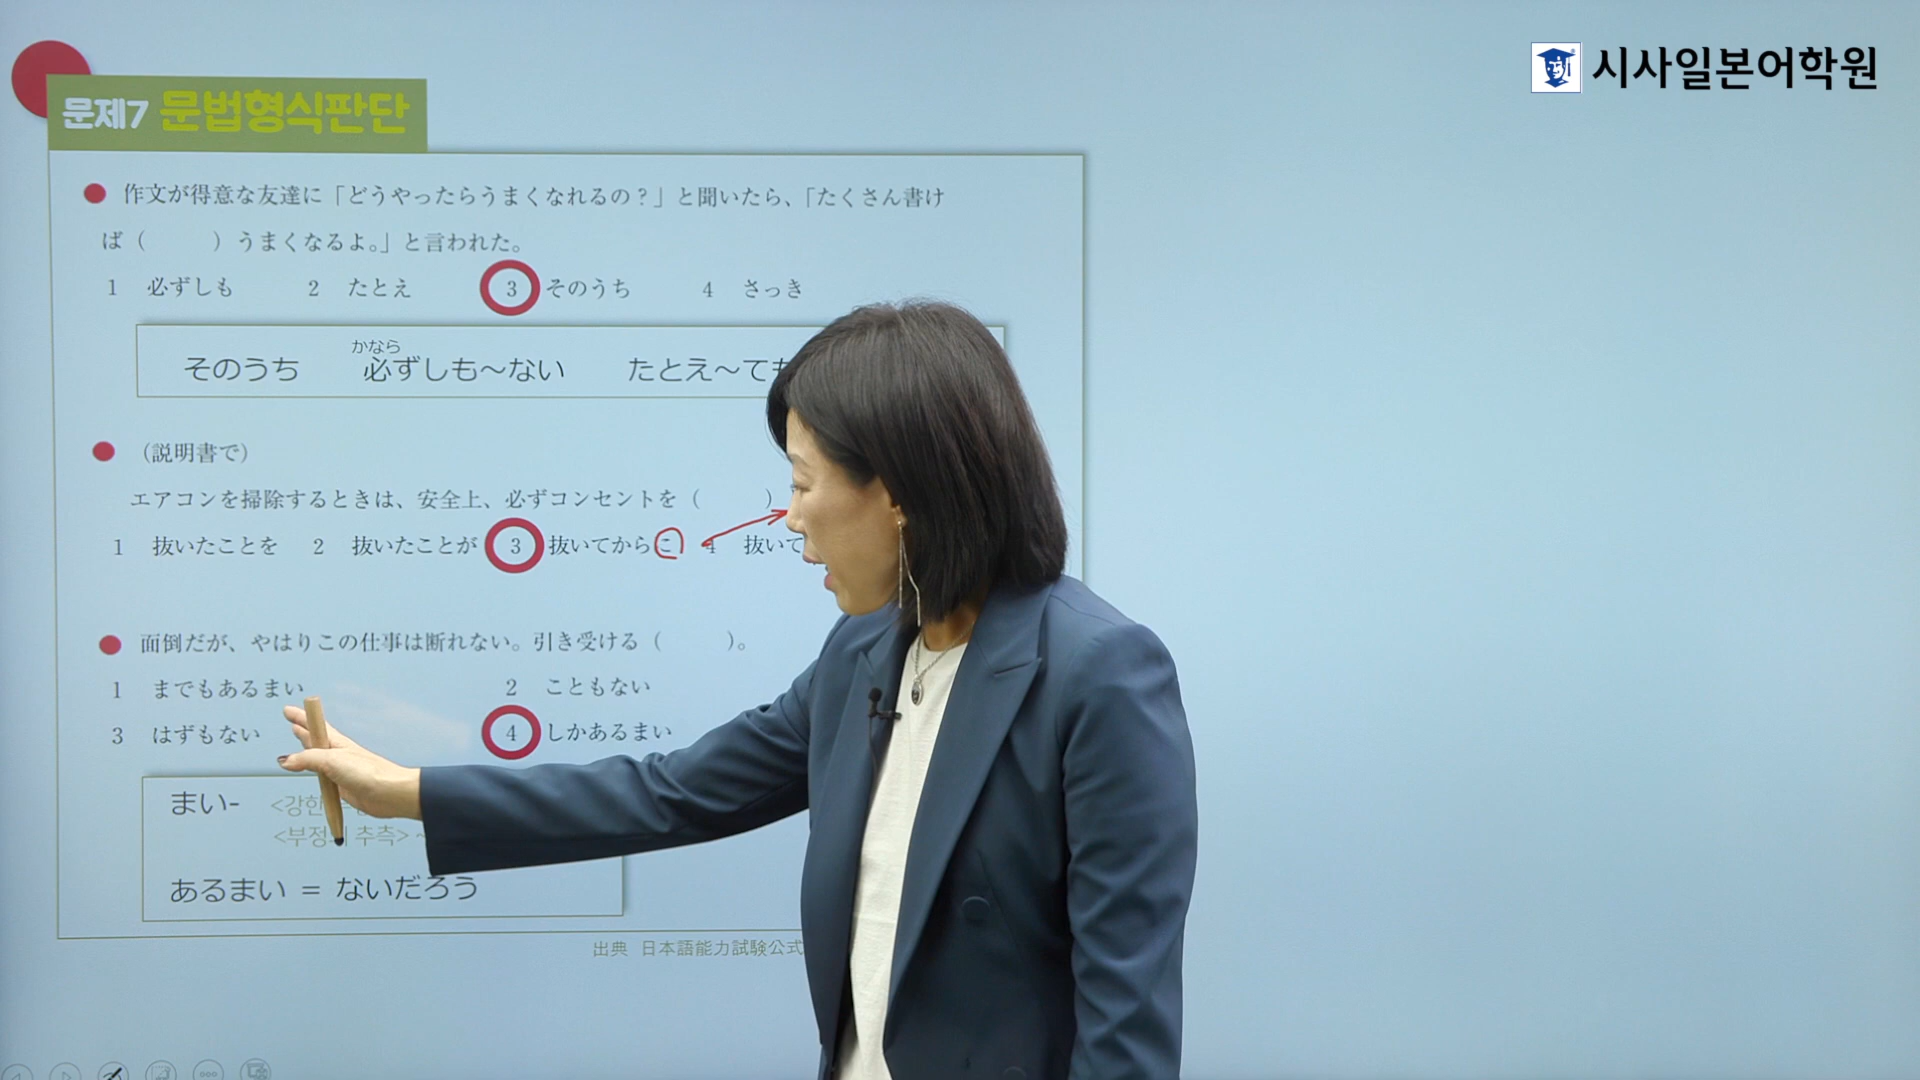 시사일본어학원
문제7 문법형식판단
作文が得意な友達に「どうやったらうまくなれるの？」と聞いたら、「たくさん書け
ば（　　　）うまくなるよ。」と言われた。
1 必ずしも 2 たとえ 3 そのうち 4 さっき
かなら
そのうち 必ずしも～ない たとえ～ても
（説明書で）
エアコンを掃除するときは、安全上、必ずコンセントを（　　　）
1 抜いたことを 2 抜いたことが 3 抜いてから 4 抜いて
面倒だが、やはりこの仕事は断れない。引き受ける（　　　）。
1 までもあるまい 2 こともない
3 はずもない 4 しかあるまい
まい- <강한
<부정의 추측> ~
あるまい = ないだろう
出典 日本語能力試験公式